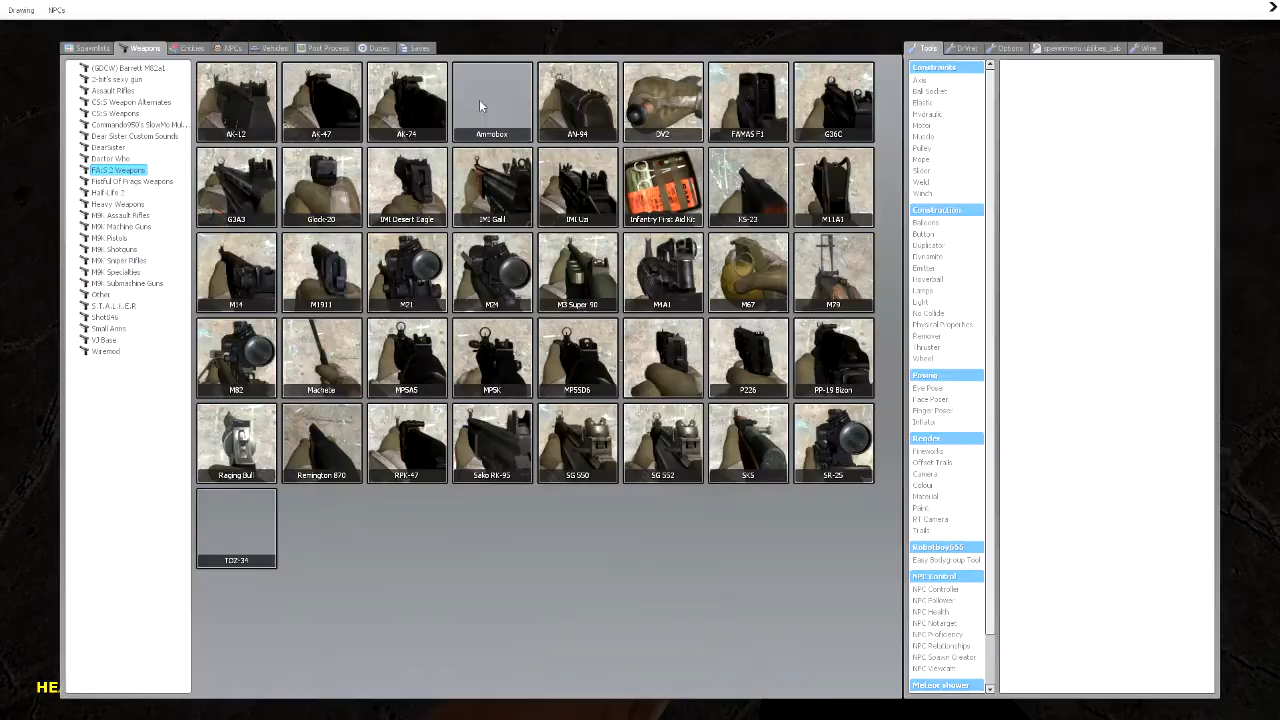 Drawing NPCs
Spawnlists Weapons Entities NPCs Vehicles Post Process Dupes Saves
Tools DrVrej Options spawnmenu.utilities_tab Wire
(GDCW) Barrett M82a1
2-bit's sexy gun
Assault Rifles
CS:S Weapon Alternates
CS:S Weapons
Commando950's SlowMo Mul...
Dear Sister Custom Sounds
DearSister
Doctor Who
FA:S 2 Weapons
Fistful Of Frags Weapons
Half-Life 2
Heavy Weapons
M9K Assault Rifles
M9K Machine Guns
M9K Pistols
M9K Shotguns
M9K Sniper Rifles
M9K Specialties
M9K Submachine Guns
Other
S.T.A.L.K.E.R
Shot846
Small Arms
VJ Base
Wiremod
AK-12 AK-47 AK-74 Ammobox AN-94 DV2 FAMAS F1 G36C
G3A3 Glock-20 IMI Desert Eagle IMI Galil IMI Uzi Infantry First Aid Kit KS-23 M11A1
M14 M1911 M21 M24 M3 Super 90 M4A1 M67 M79
M82 Machete MP5A5 MP5K MP5SD6 P226 PP-19 Bizon
Raging Bull Remington 870 RPK-47 Sako RK-95 SG 550 SG 552 SKS SR-25
TOZ-34
Constraints
Axis
Ball Socket
Elastic
Hydraulic
Motor
Muscle
Pulley
Rope
Slider
Weld
Winch
Construction
Balloons
Button
Duplicator
Dynamite
Emitter
Hoverball
Lamps
Light
No Collide
Physical Properties
Remover
Thruster
Wheel
Posing
Eye Poser
Face Poser
Finger Poser
Inflator
Render
Fireworks
Offset Trails
Camera
Colour
Material
Paint
RT Camera
Trails
Robotboy655
Easy Bodygroup Tool
NPC Control
NPC Controller
NPC Follower
NPC Health
NPC Notarget
NPC Proficiency
NPC Relationships
NPC Spawn Creator
NPC Viewcam
Meteor shower
HE